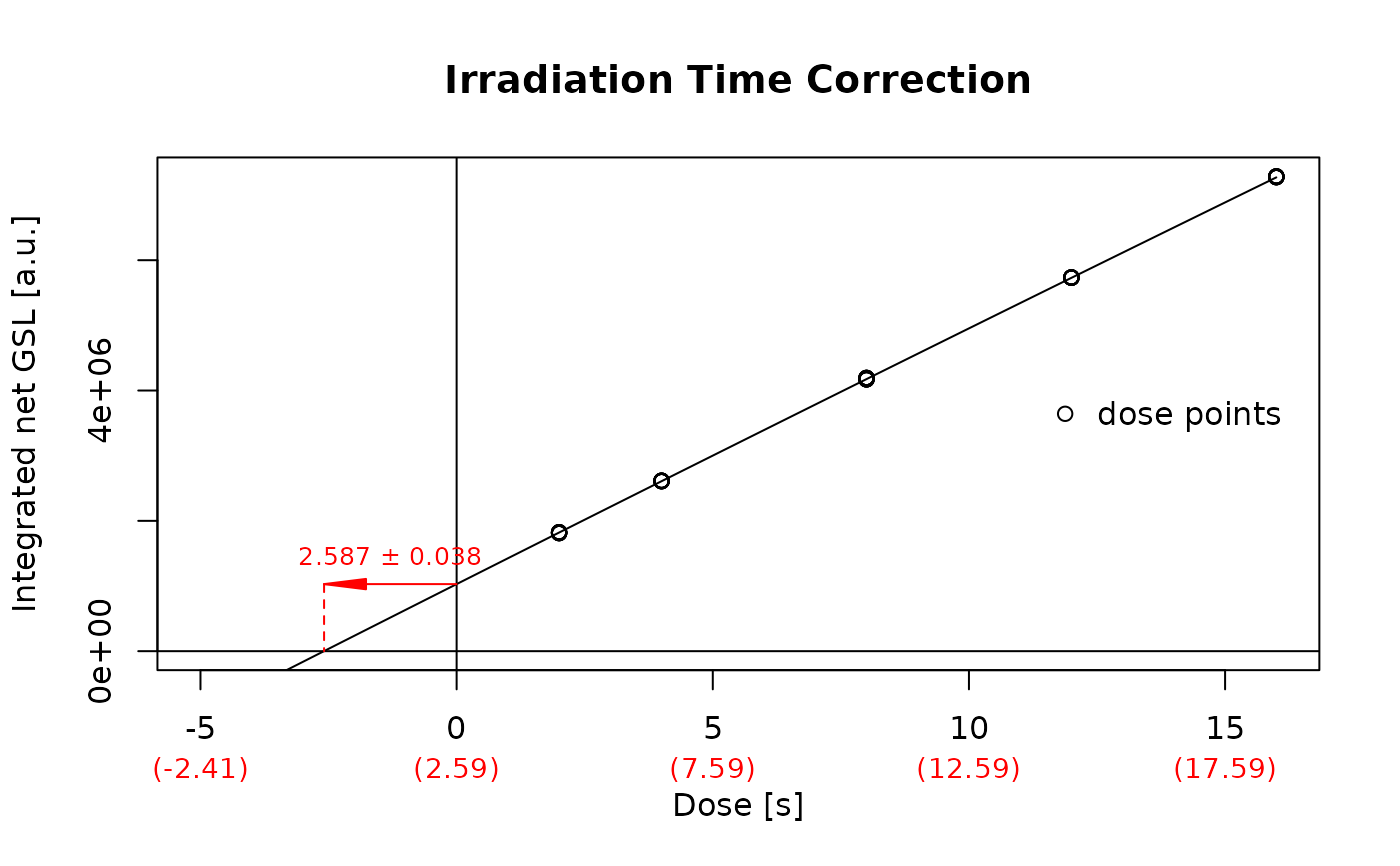 Irradiation Time Correction
Integrated net GSL [a.u.]
4e+06
0e+00
dose points
2.587 ± 0.038
-5 0 5 10 15
(-2.41) (2.59) (7.59) (12.59) (17.59)
Dose [s]